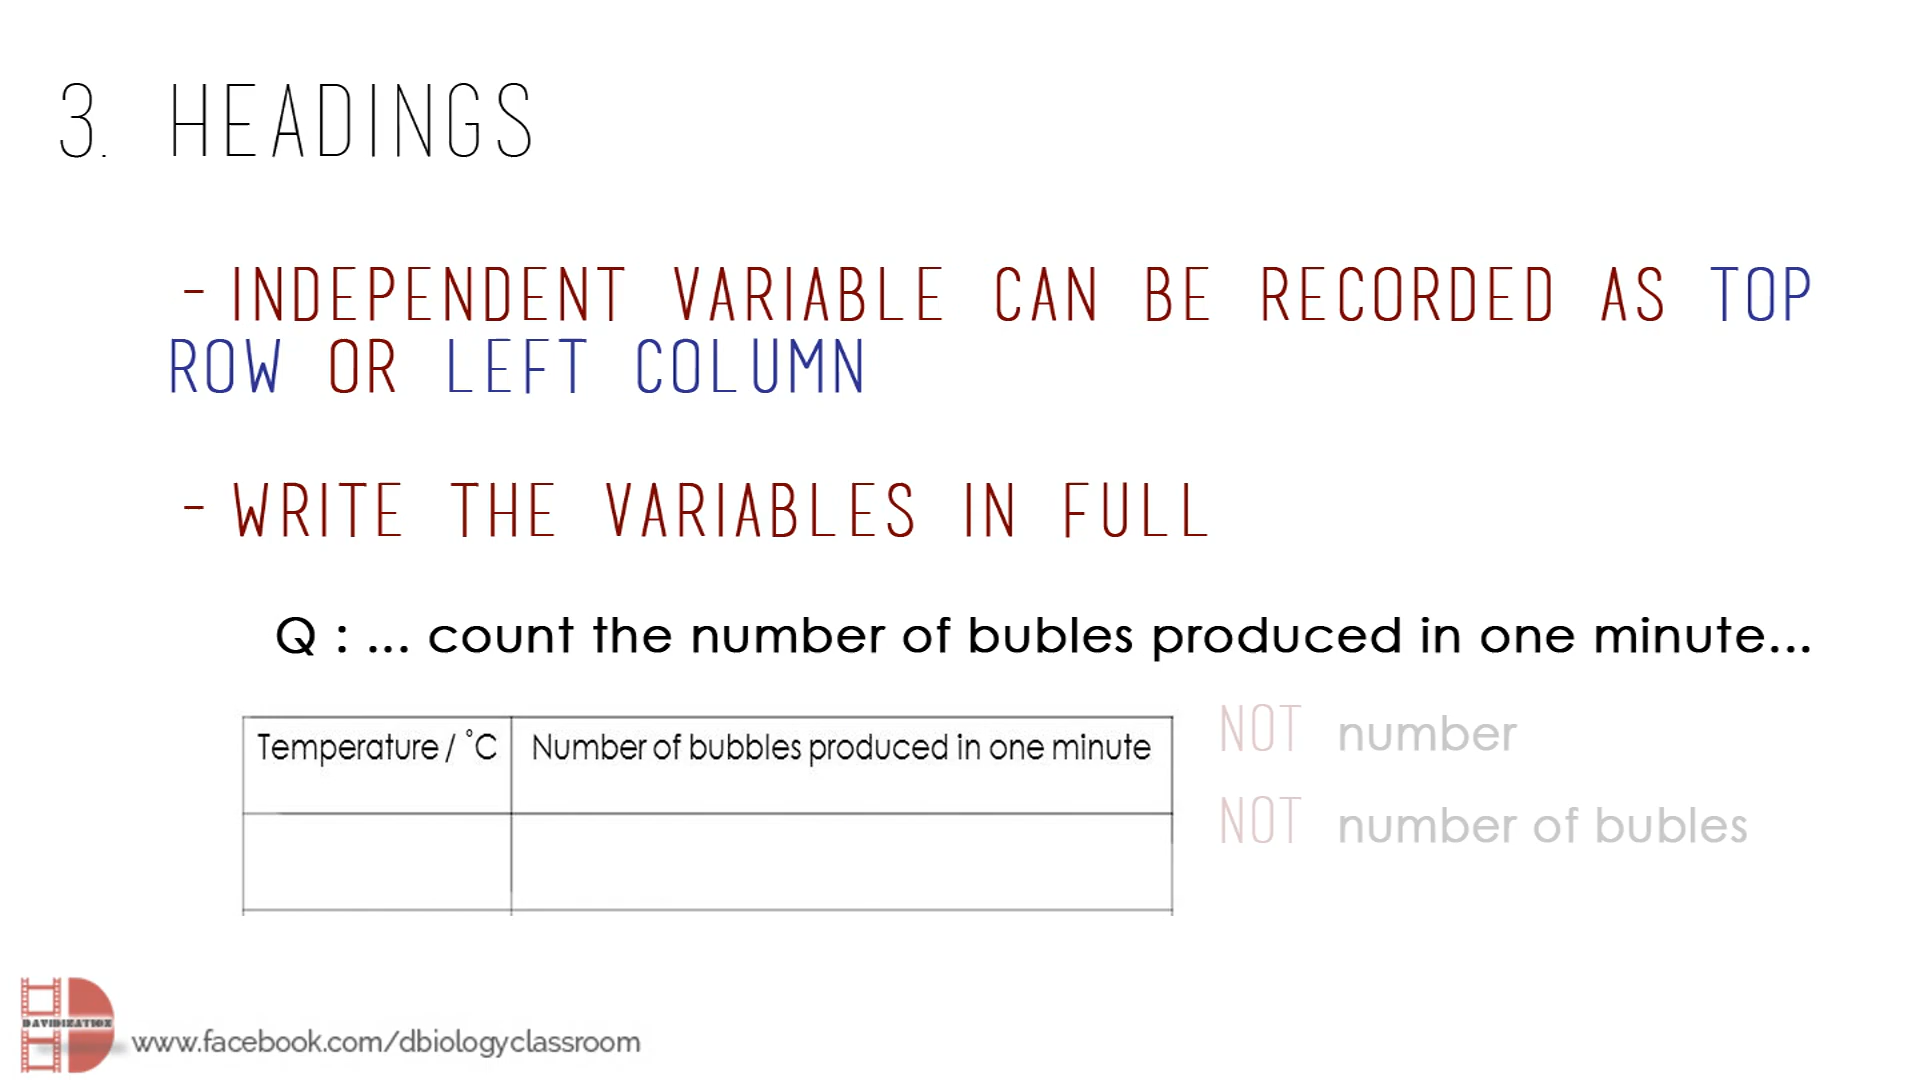 3. HEADINGS
- INDEPENDENT VARIABLE CAN BE RECORDED AS TOP
ROW OR LEFT COLUMN
- WRITE THE VARIABLES IN FULL
Q : ... count the number of bubles produced in one minute...
Temperature / °C
Number of bubbles produced in one minute
NOT number
NOT number of bubles
DAVIDIZATION
www.facebook.com/dbiologyclassroom